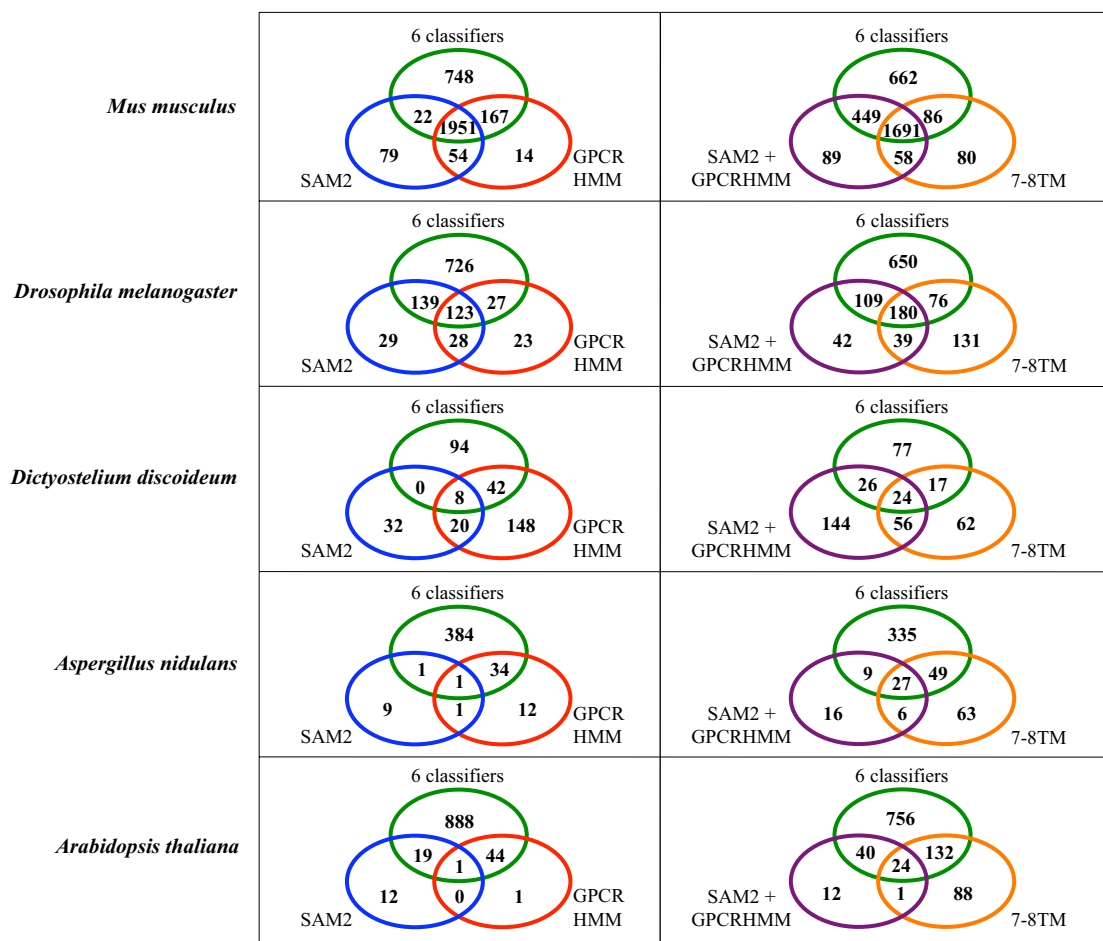 6 classifiers
6 classifiers
748
662
Mus musculus
22
167
449
86
1951
1691
79
54
14
GPCR
SAM2 +
89
58
80
SAM2
HMM
GPCRHMM
7-8TM
6 classifiers
6 classifiers
726
650
Drosophila melanogaster
139
27
109
76
123
180
29
28
23
GPCR
SAM2 +
42
39
131
SAM2
HMM
GPCRHMM
7-8TM
6 classifiers
6 classifiers
94
77
Dictyostelium discoideum
0
42
26
17
8
24
32
20
148
GPCR
SAM2 +
144
56
62
SAM2
HMM
GPCRHMM
7-8TM
6 classifiers
6 classifiers
384
335
Aspergillus nidulans
1
34
9
49
1
27
9
1
12
GPCR
SAM2 +
16
6
63
SAM2
HMM
GPCRHMM
7-8TM
6 classifiers
6 classifiers
888
756
Arabidopsis thaliana
19
44
40
132
1
24
12
0
1
GPCR
SAM2 +
12
1
88
SAM2
HMM
GPCRHMM
7-8TM